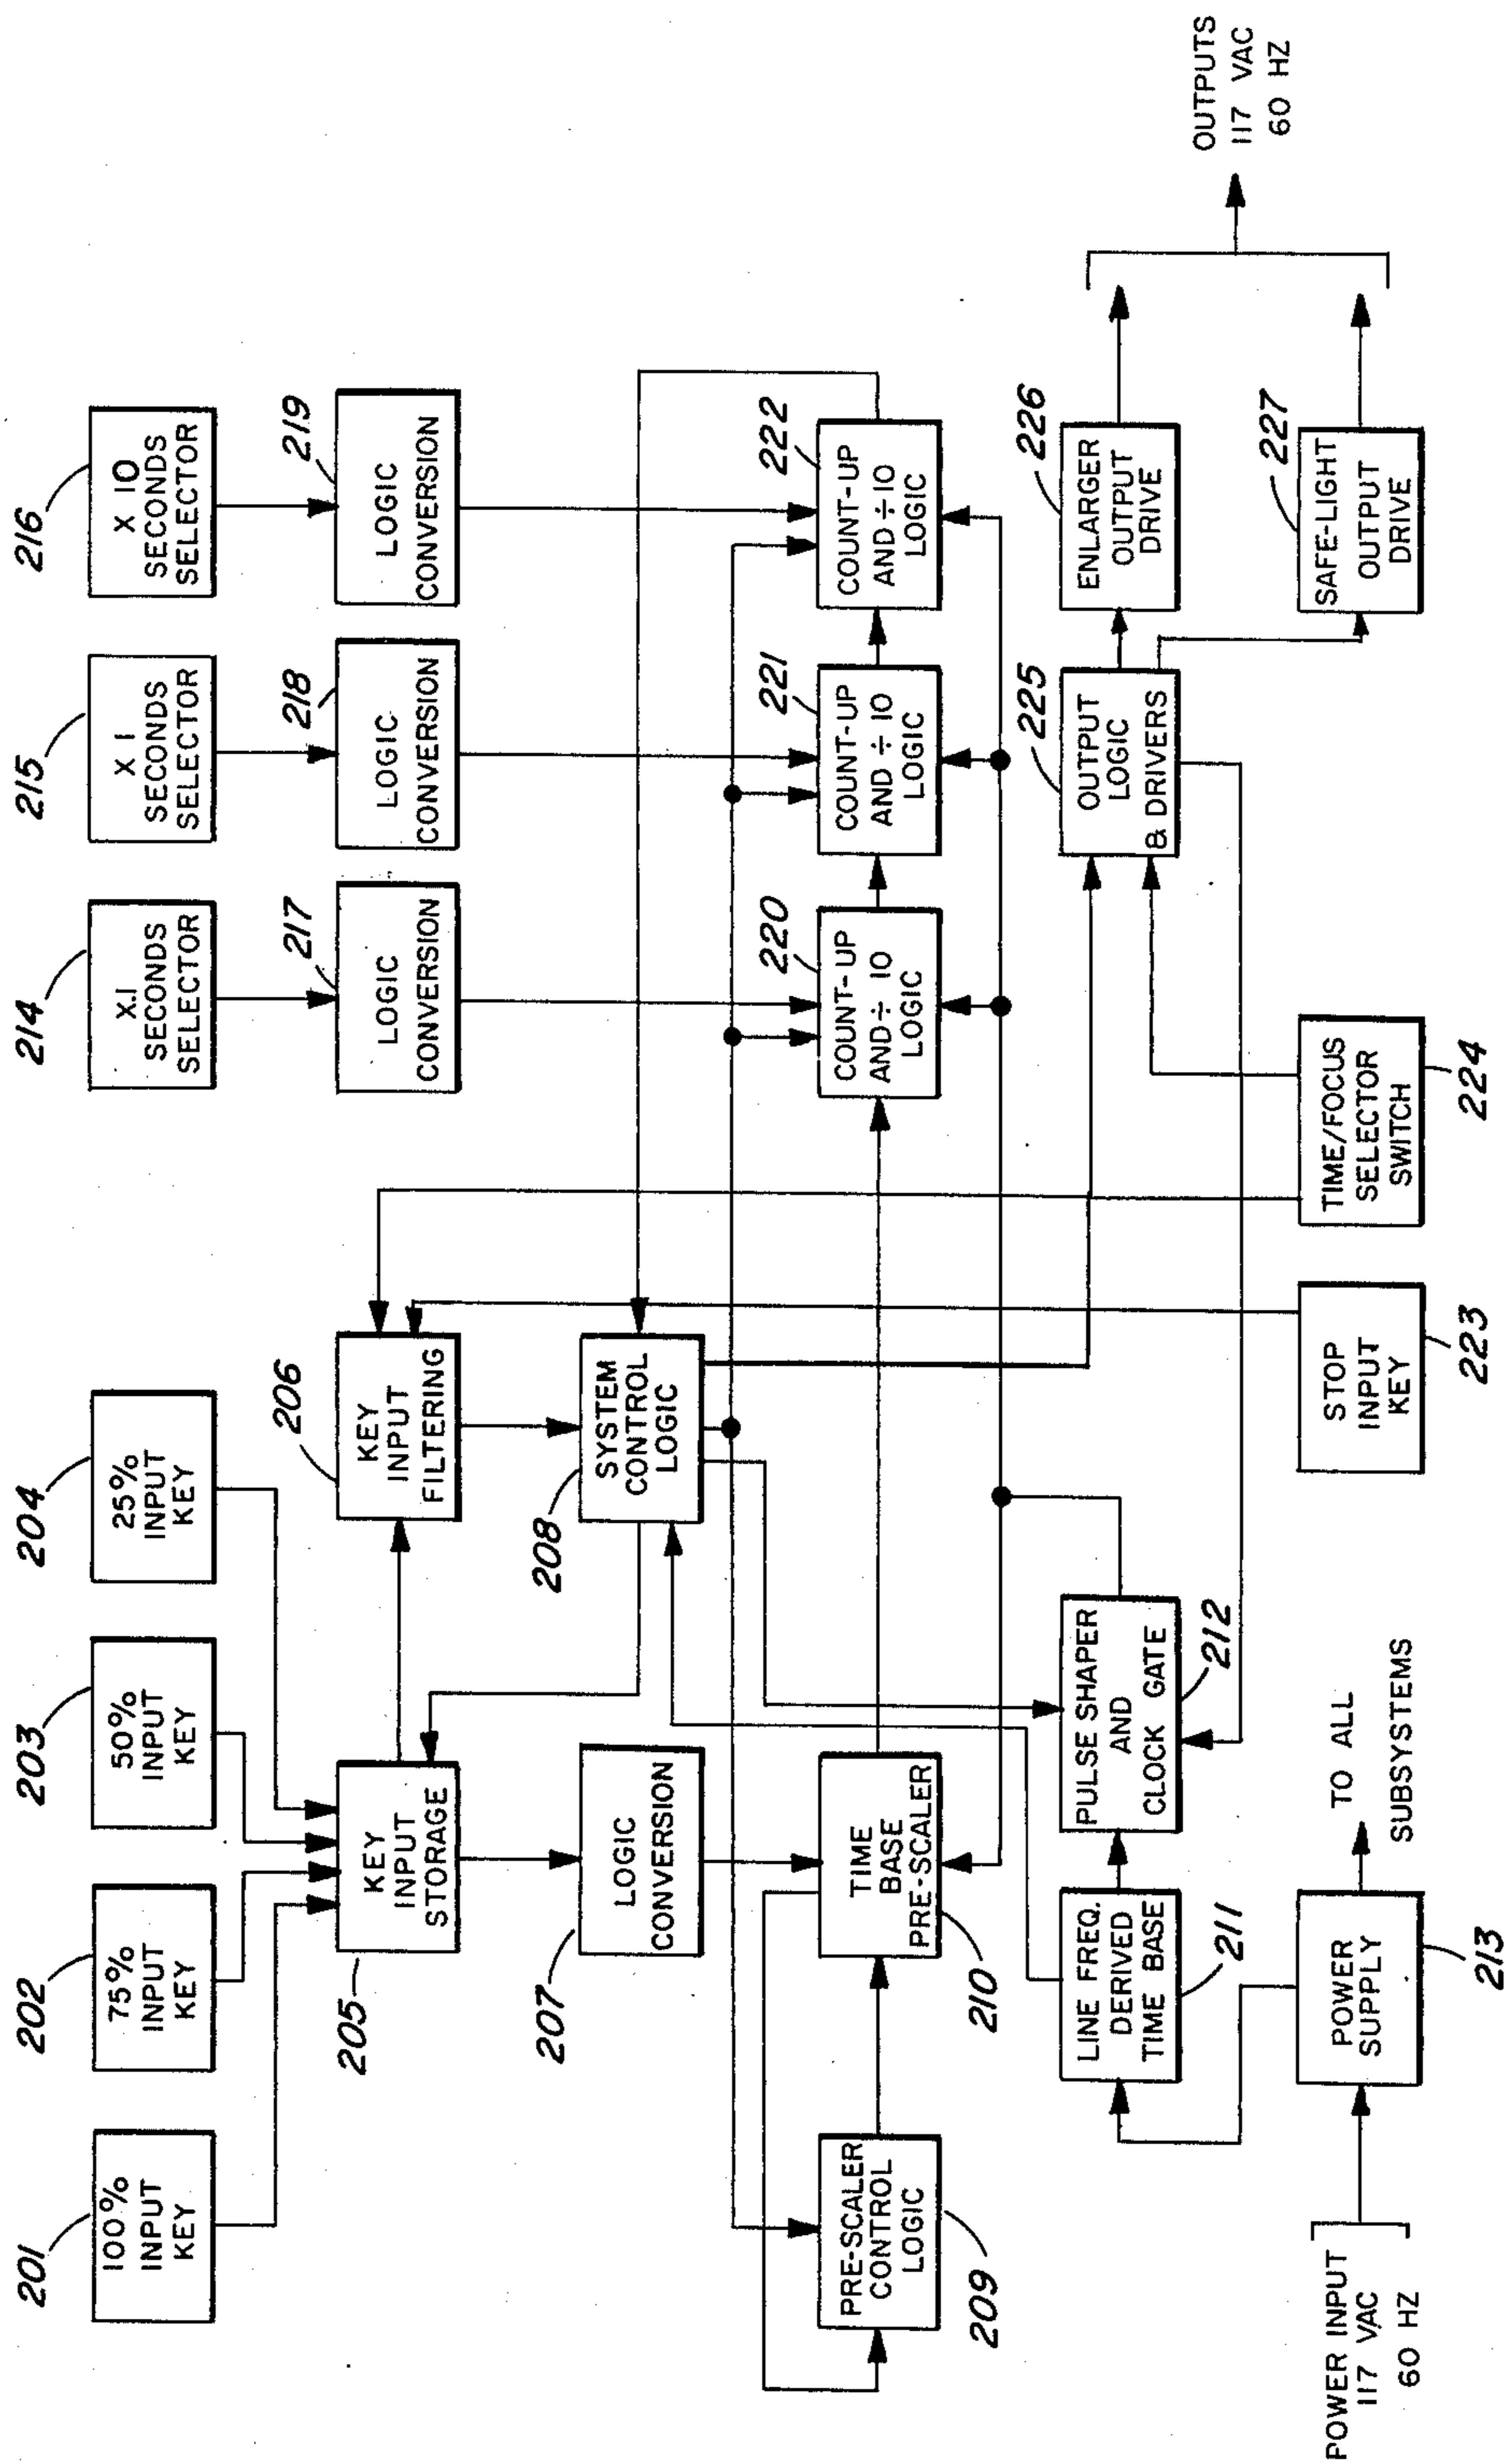 201
100%
INPUT
KEY
202
75%
INPUT
KEY
203
50%
INPUT
KEY
204
25%
INPUT
KEY
214
X.1
SECONDS
SELECTOR
215
X 1
SECONDS
SELECTOR
216
X 10
SECONDS
SELECTOR
205
KEY
INPUT
STORAGE
206
KEY
INPUT
FILTERING
217
LOGIC
CONVERSION
218
LOGIC
CONVERSION
219
LOGIC
CONVERSION
207
LOGIC
CONVERSION
208
SYSTEM
CONTROL
LOGIC
209
PRE-SCALER
CONTROL
LOGIC
210
TIME
BASE
PRE-SCALER
220
COUNT-UP
AND ÷ 10
LOGIC
221
COUNT-UP
AND ÷ 10
LOGIC
222
COUNT-UP
AND ÷ 10
LOGIC
211
LINE FREQ.
DERIVED
TIME BASE
212
PULSE SHAPER
AND
CLOCK GATE
225
OUTPUT
LOGIC
& DRIVERS
226
ENLARGER
OUTPUT
DRIVE
OUTPUTS
117 VAC
60 HZ
POWER INPUT
117 VAC
60 HZ
213
POWER
SUPPLY
TO ALL
SUBSYSTEMS
223
STOP
INPUT
KEY
224
TIME/FOCUS
SELECTOR
SWITCH
227
SAFE-LIGHT
OUTPUT
DRIVE